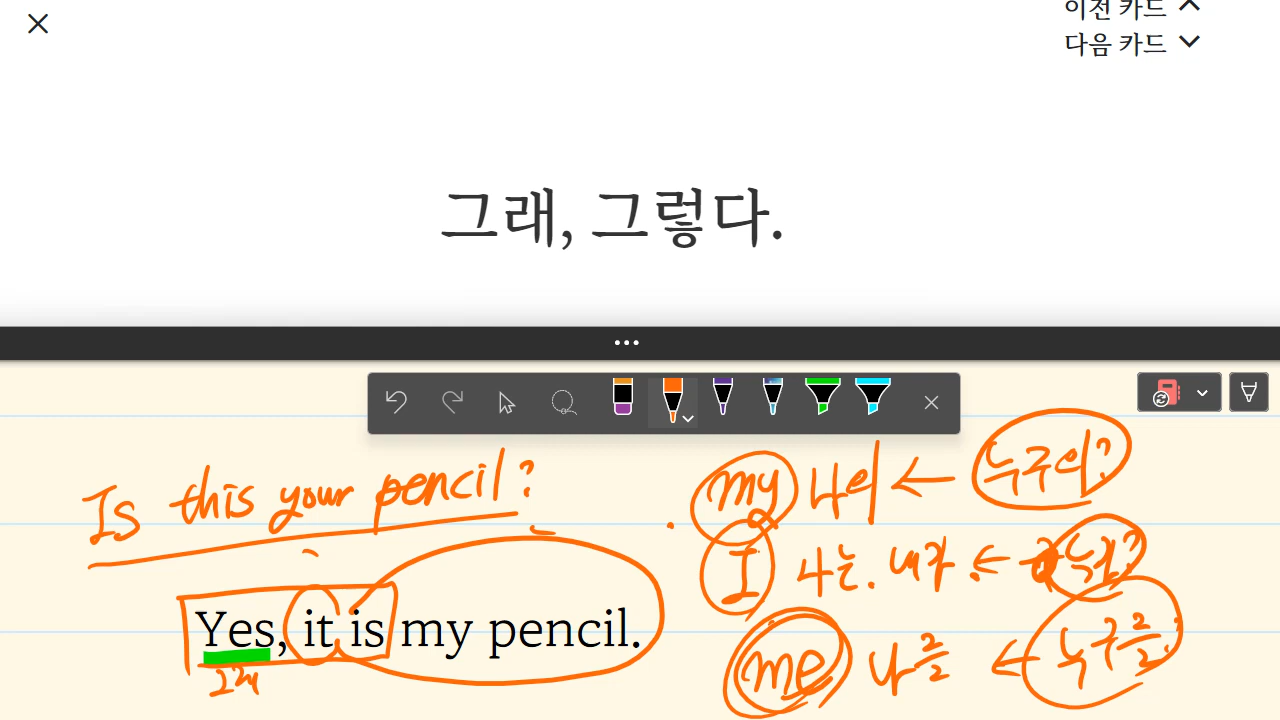 이전 카드
다음 카드
그래, 그렇다.
Is this your pencil?
my 나의 ← 누구의?
I 나는. 내가 ← 누가?
Yes, it is my pencil.
그래
me 나를 ← 누구를?